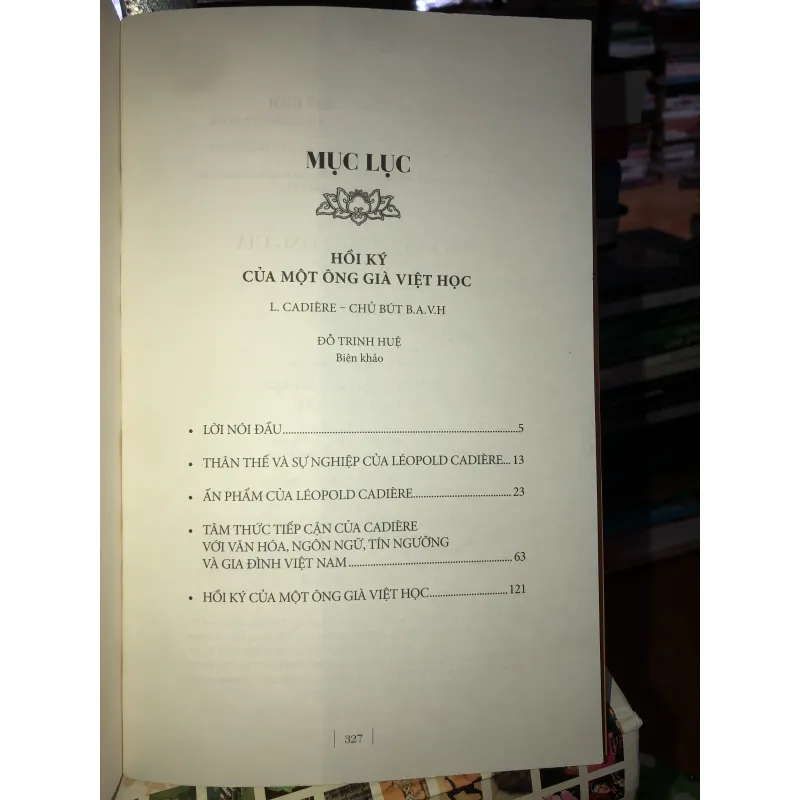 MỤC LỤC
HỒI KÝ
CỦA MỘT ÔNG GIÀ VIỆT HỌC
L. CADIÈRE – CHỦ BÚT B.A.V.H
ĐỖ TRINH HUỆ
Biên khảo
• LỜI NÓI ĐẦU..........................................................................5
• THÂN THẾ VÀ SỰ NGHIỆP CỦA LÉOPOLD CADIÈRE...13
• ẤN PHẨM CỦA LÉOPOLD CADIÈRE...............................23
• TÂM THỨC TIẾP CẬN CỦA CADIÈRE
VỚI VĂN HÓA, NGÔN NGỮ, TÍN NGƯỠNG
VÀ GIA ĐÌNH VIỆT NAM....................................................63
• HỒI KÝ CỦA MỘT ÔNG GIÀ VIỆT HỌC.........................121
| 327 |